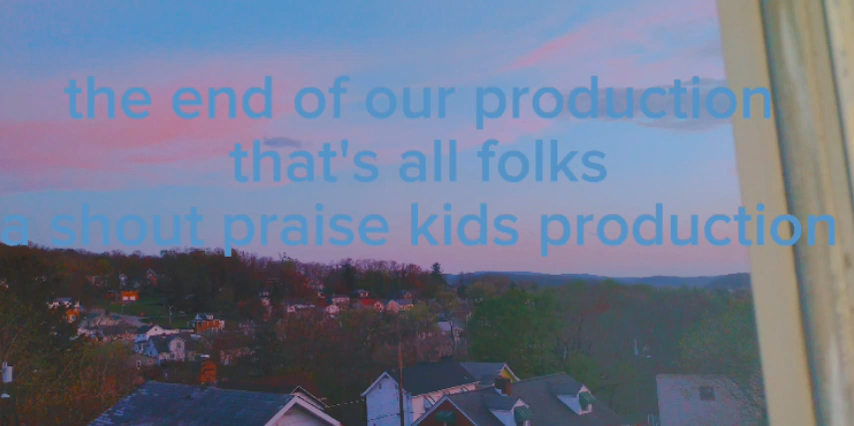 the end of our production
that's all folks
a shout praise kids production